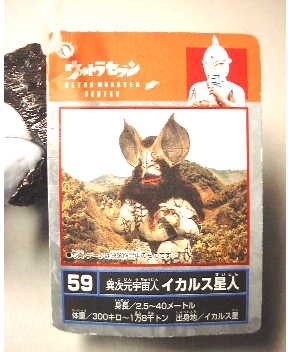 ウルトラセブン
ULTRA MONSTER
SERIES
59 異次元宇宙人 イカルス星人
身長／2.5〜40メートル
体重／300キロ〜1万8千トン 出身地／イカルス星